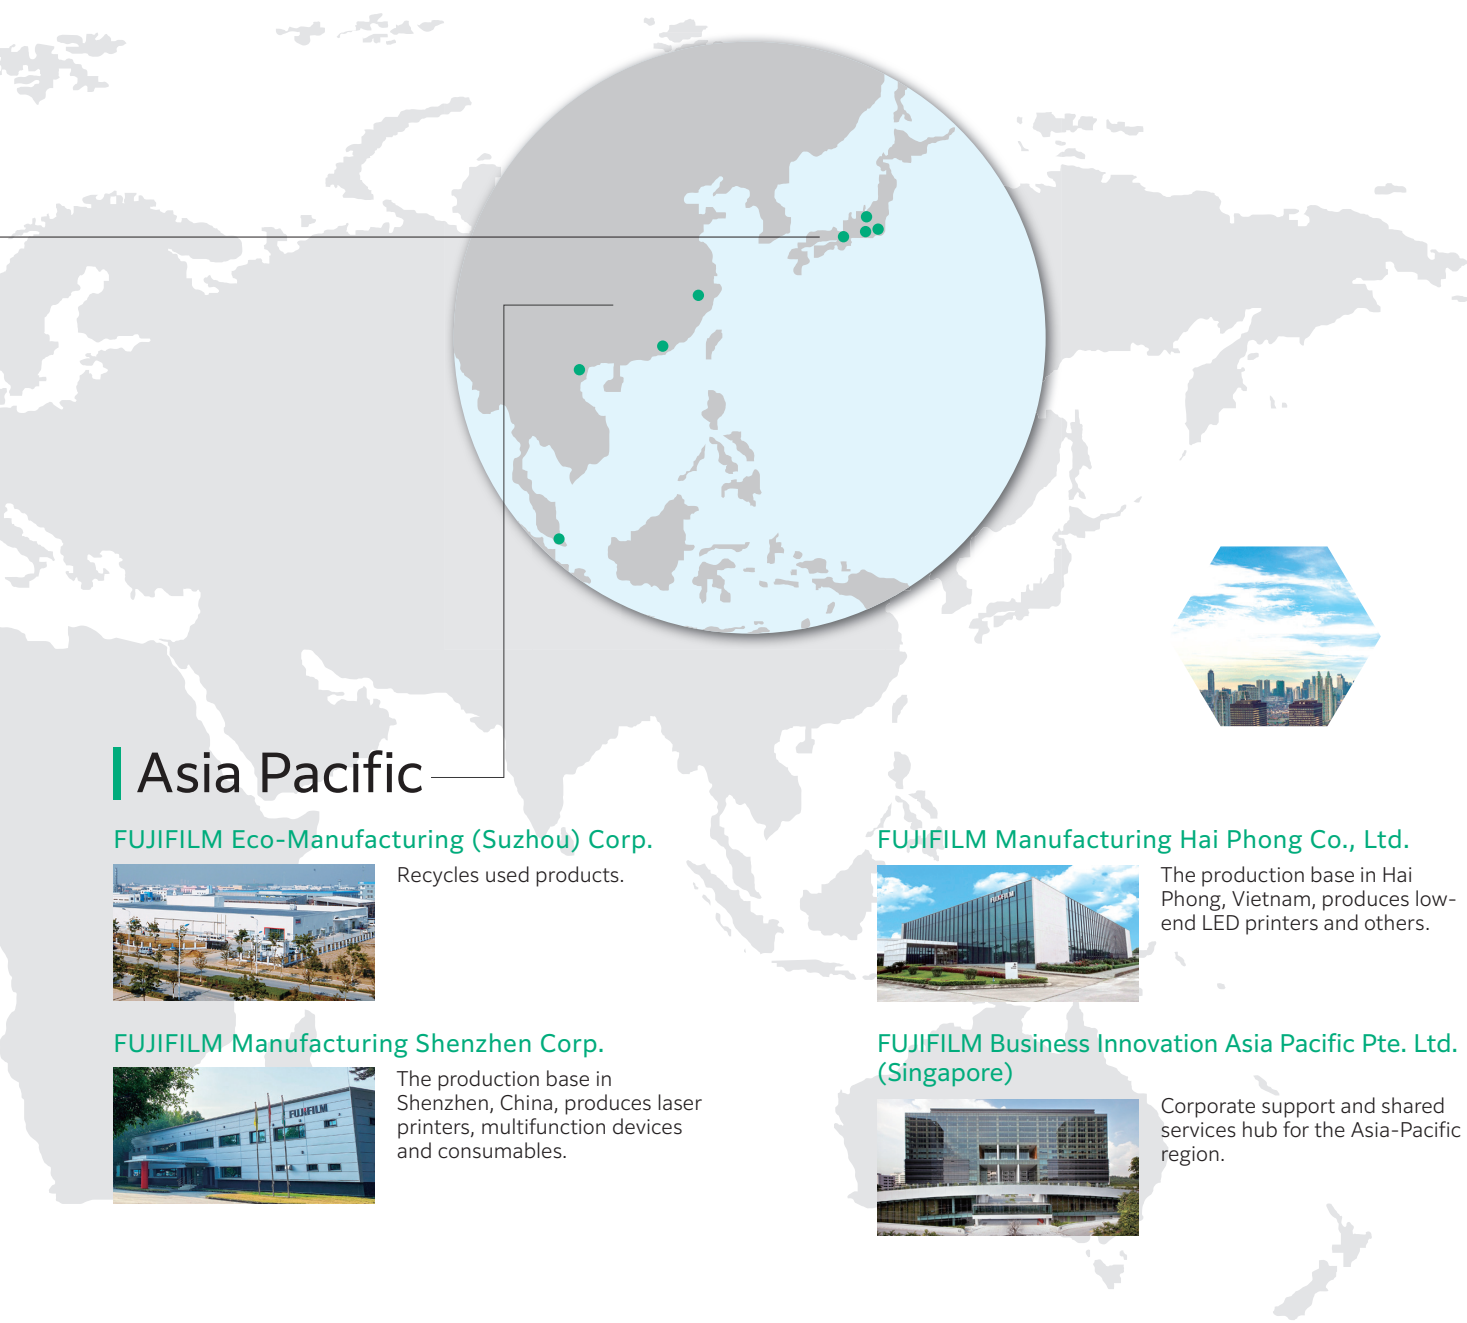 Asia Pacific
FUJIFILM Eco-Manufacturing (Suzhou) Corp.
Recycles used products.
FUJIFILM Manufacturing Shenzhen Corp.
FUJIFILM
The production base in
Shenzhen, China, produces laser
printers, multifunction devices
and consumables.
FUJIFILM Manufacturing Hai Phong Co., Ltd.
FUJIFILM
The production base in Hai
Phong, Vietnam, produces low-
end LED printers and others.
FUJIFILM Business Innovation Asia Pacific Pte. Ltd.
(Singapore)
Corporate support and shared
services hub for the Asia-Pacific
region.